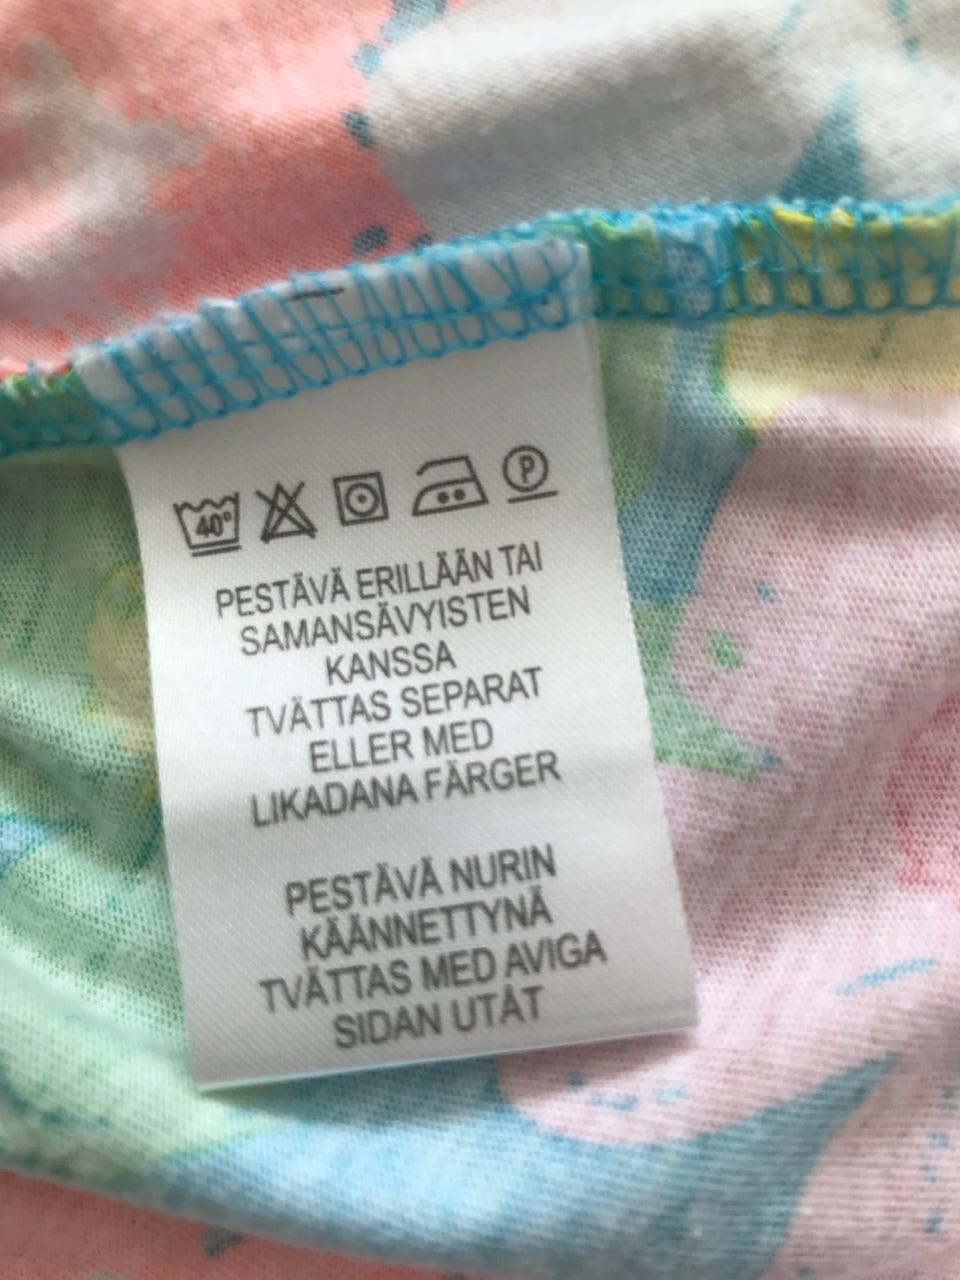 40°
P
PESTÄVÄ ERILLÄÄN TAI
SAMANSÄVYISTEN
KANSSA
TVÄTTAS SEPARAT
ELLER MED
LIKADANA FÄRGER
PESTÄVÄ NURIN
KÄÄNNETTYNÄ
TVÄTTAS MED AVIGA
SIDAN UTÅT